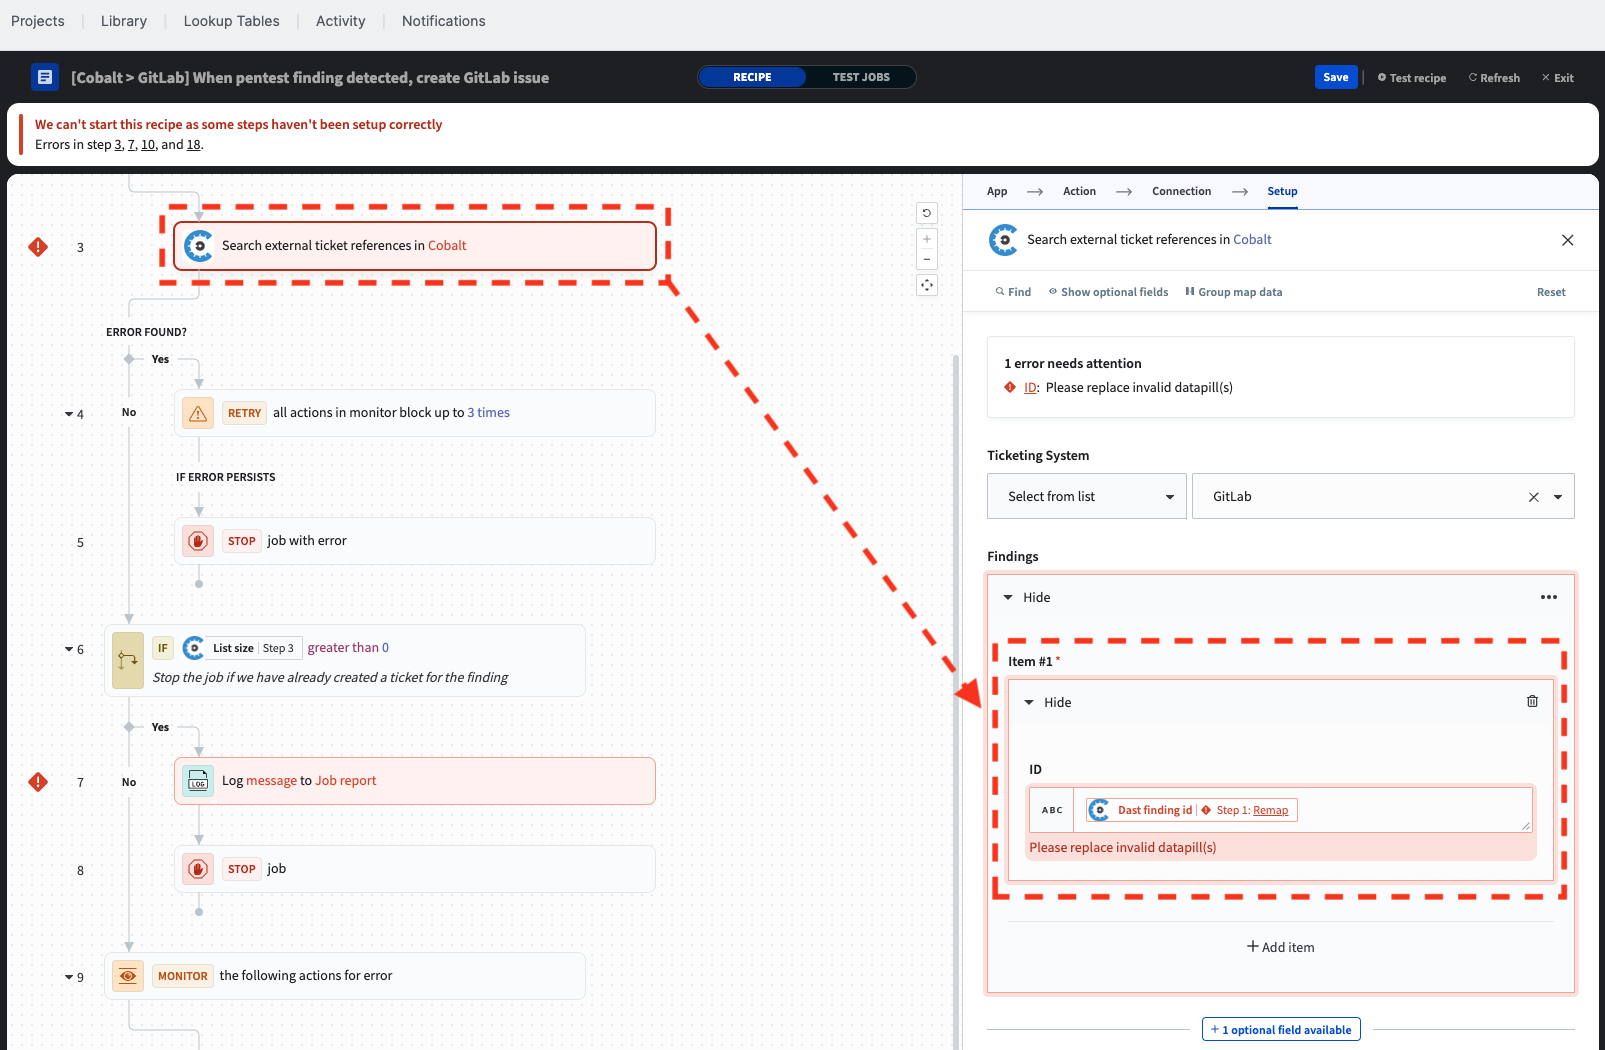 Projects Library Lookup Tables Activity Notifications
[Cobalt > GitLab] When pentest finding detected, create GitLab issue RECIPE TEST JOBS Save Test recipe Refresh Exit
We can't start this recipe as some steps haven't been setup correctly
Errors in step 3, 7, 10, and 18.
3 Search external ticket references in Cobalt
ERROR FOUND?
Yes
4 No RETRY all actions in monitor block up to 3 times
IF ERROR PERSISTS
5 STOP job with error
6 IF List size | Step 3 greater than 0
Stop the job if we have already created a ticket for the finding
Yes
7 No LOG Log message to Job report
8 STOP job
9 MONITOR the following actions for error
App Action Connection Setup
Search external ticket references in Cobalt
Find Show optional fields Group map data Reset
1 error needs attention
ID: Please replace invalid datapill(s)
Ticketing System
Select from list GitLab
Findings
Hide
Item #1 *
Hide
ID
ABC Dast finding id | Step 1: Remap
Please replace invalid datapill(s)
+ Add item
+ 1 optional field available